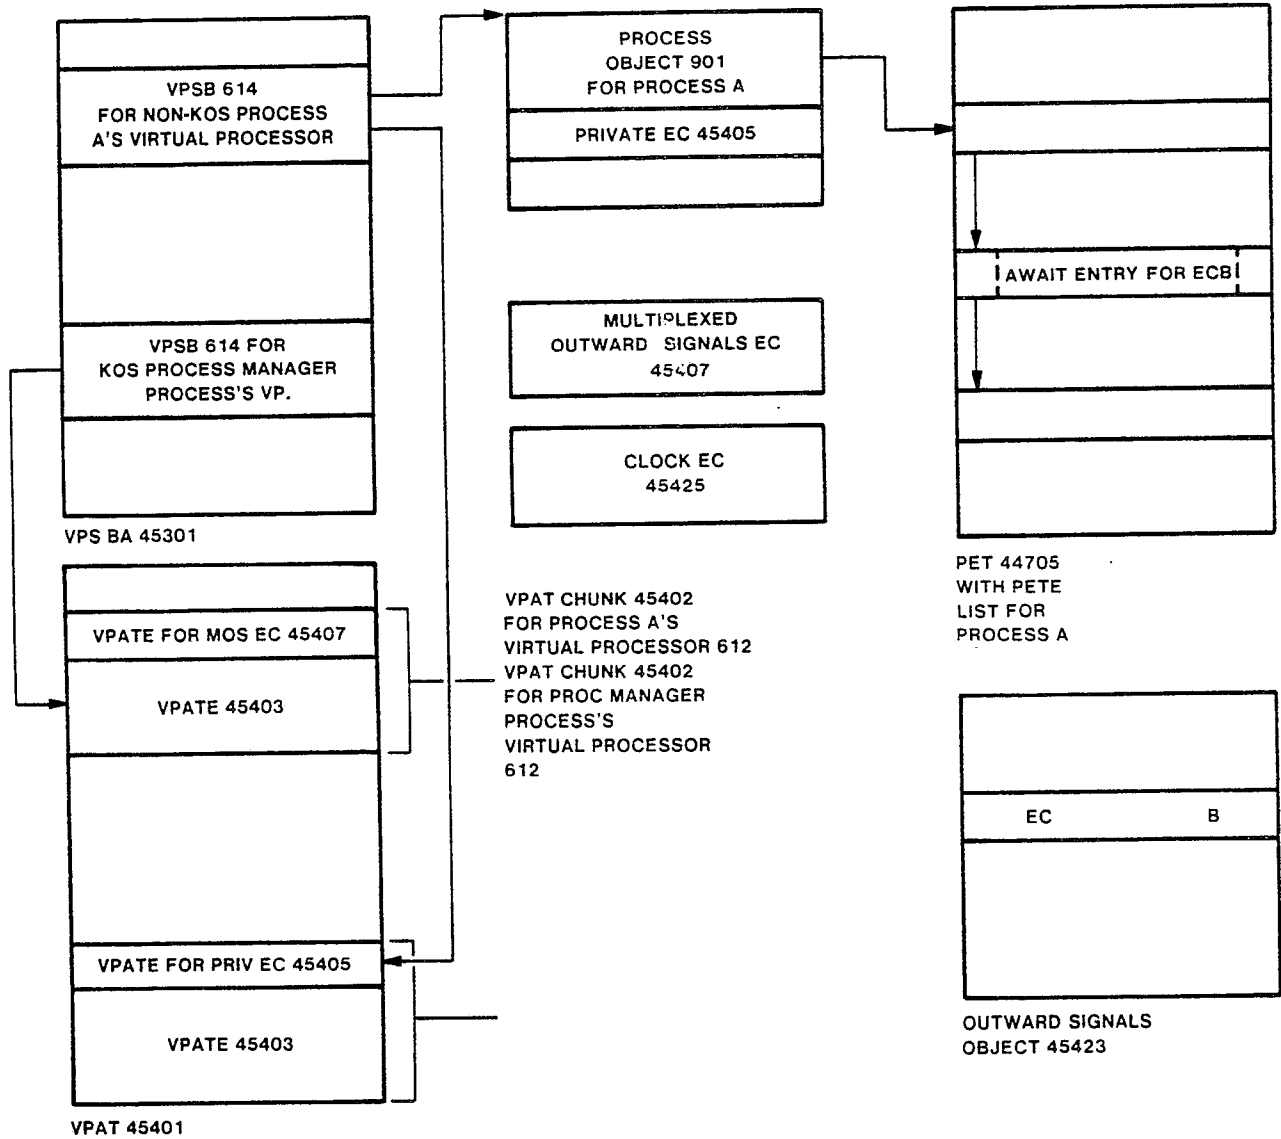 VPSB 614
FOR NON-KOS PROCESS
A'S VIRTUAL PROCESSOR
VPSB 614 FOR
KOS PROCESS MANAGER
PROCESS'S VP.
VPS BA 45301
PROCESS
OBJECT 901
FOR PROCESS A
PRIVATE EC 45405
MULTIPLEXED
OUTWARD SIGNALS EC
45407
CLOCK EC
45425
AWAIT ENTRY FOR ECB
PET 44705
WITH PETE
LIST FOR
PROCESS A
VPATE FOR MOS EC 45407
VPATE 45403
VPATE FOR PRIV EC 45405
VPATE 45403
VPAT 45401
VPAT CHUNK 45402
FOR PROCESS A'S
VIRTUAL PROCESSOR 612
VPAT CHUNK 45402
FOR PROC MANAGER
PROCESS'S
VIRTUAL PROCESSOR
612
EC B
OUTWARD SIGNALS
OBJECT 45423